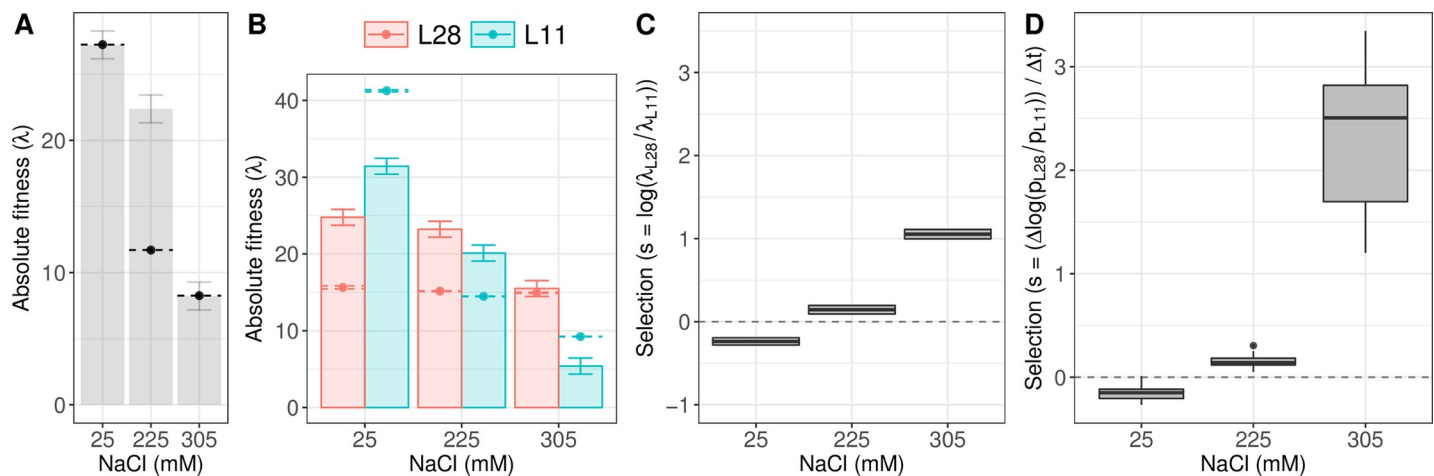 A
Absolute fitness (λ)
20
10
0
25 225 305
NaCl (mM)
B
L28 L11
Absolute fitness (λ)
40
30
20
10
0
25 225 305
NaCl (mM)
C
Selection (s = log(λL28/λL11))
3
2
1
0
−1
25 225 305
NaCl (mM)
D
Selection (s = (Δlog(pL28/pL11)) / Δt)
3
2
1
0
25 225 305
NaCl (mM)